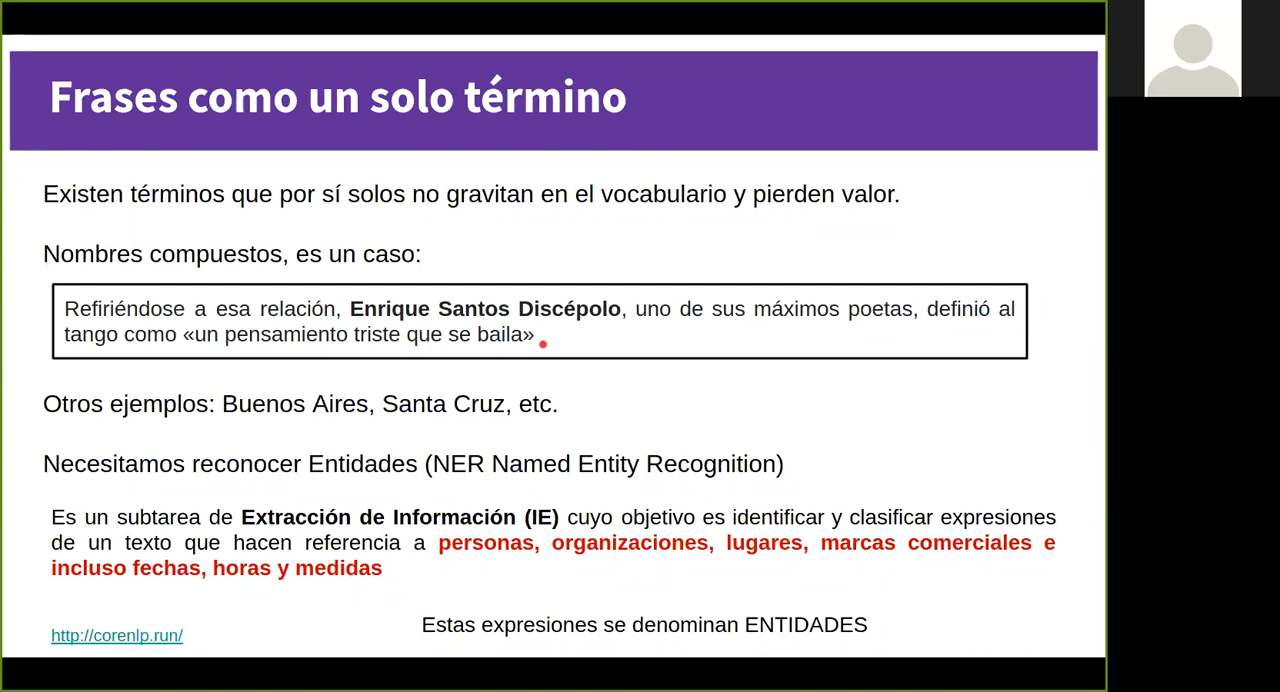 Frases como un solo término
Existen términos que por sí solos no gravitan en el vocabulario y pierden valor.
Nombres compuestos, es un caso:
Refiriéndose a esa relación, Enrique Santos Discépolo, uno de sus máximos poetas, definió al
tango como «un pensamiento triste que se baila»
Otros ejemplos: Buenos Aires, Santa Cruz, etc.
Necesitamos reconocer Entidades (NER Named Entity Recognition)
Es un subtarea de Extracción de Información (IE) cuyo objetivo es identificar y clasificar expresiones
de un texto que hacen referencia a personas, organizaciones, lugares, marcas comerciales e
incluso fechas, horas y medidas
Estas expresiones se denominan ENTIDADES
http://corenlp.run/